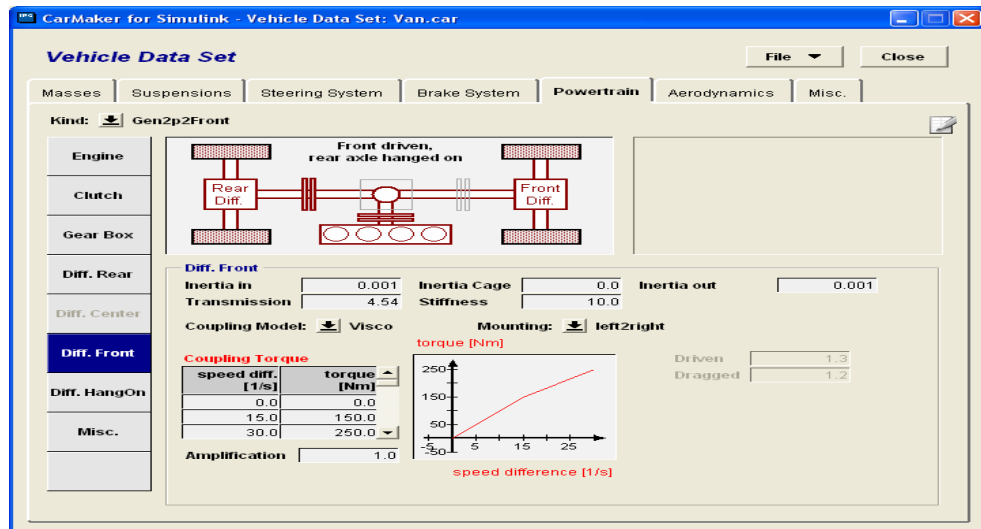 IPG CarMaker for Simulink - Vehicle Data Set: Van.car
Vehicle Data Set
File
Close
Masses Suspensions Steering System Brake System Powertrain Aerodynamics Misc.
Kind: Gen2p2Front
Engine
Clutch
Gear Box
Diff. Rear
Diff. Center
Diff. Front
Diff. HangOn
Misc.
Front driven,
rear axle hanged on
Rear
Diff.
Front
Diff.
Diff. Front
Inertia in 0.001 Inertia Cage 0.0 Inertia out 0.001
Transmission 4.54 Stiffness 10.0
Coupling Model: Visco Mounting: left2right
Coupling Torque
speed diff. torque
[1/s] [Nm]
0.0 0.0
15.0 150.0
30.0 250.0
Amplification 1.0
torque [Nm]
250
150
50
-50
-5 5 15 25
speed difference [1/s]
Driven 1.3
Dragged 1.2